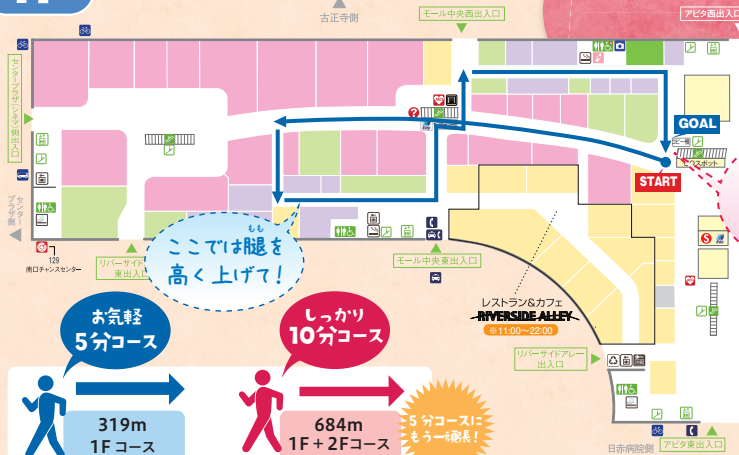 古正寺側
モール中央西出入口
アピタ西出入口
センタープラザ(シネマ)側出入口
センター
プラザ側
GOAL
START
コピー機
ここでは腿を
もも
高く上げて!
129
南口チャンスセンター
リバーサイド
東出入口
モール中央東出入口
レストラン&カフェ
RIVERSIDE ALLEY
※11:00~22:00
リバーサイドアレー
出入口
お気軽
5分コース
しっかり
10分コース
319m
1F コース
684m
1F+2Fコース
5分コースに
もう一頑張!
日赤病院側
アピタ東出入口